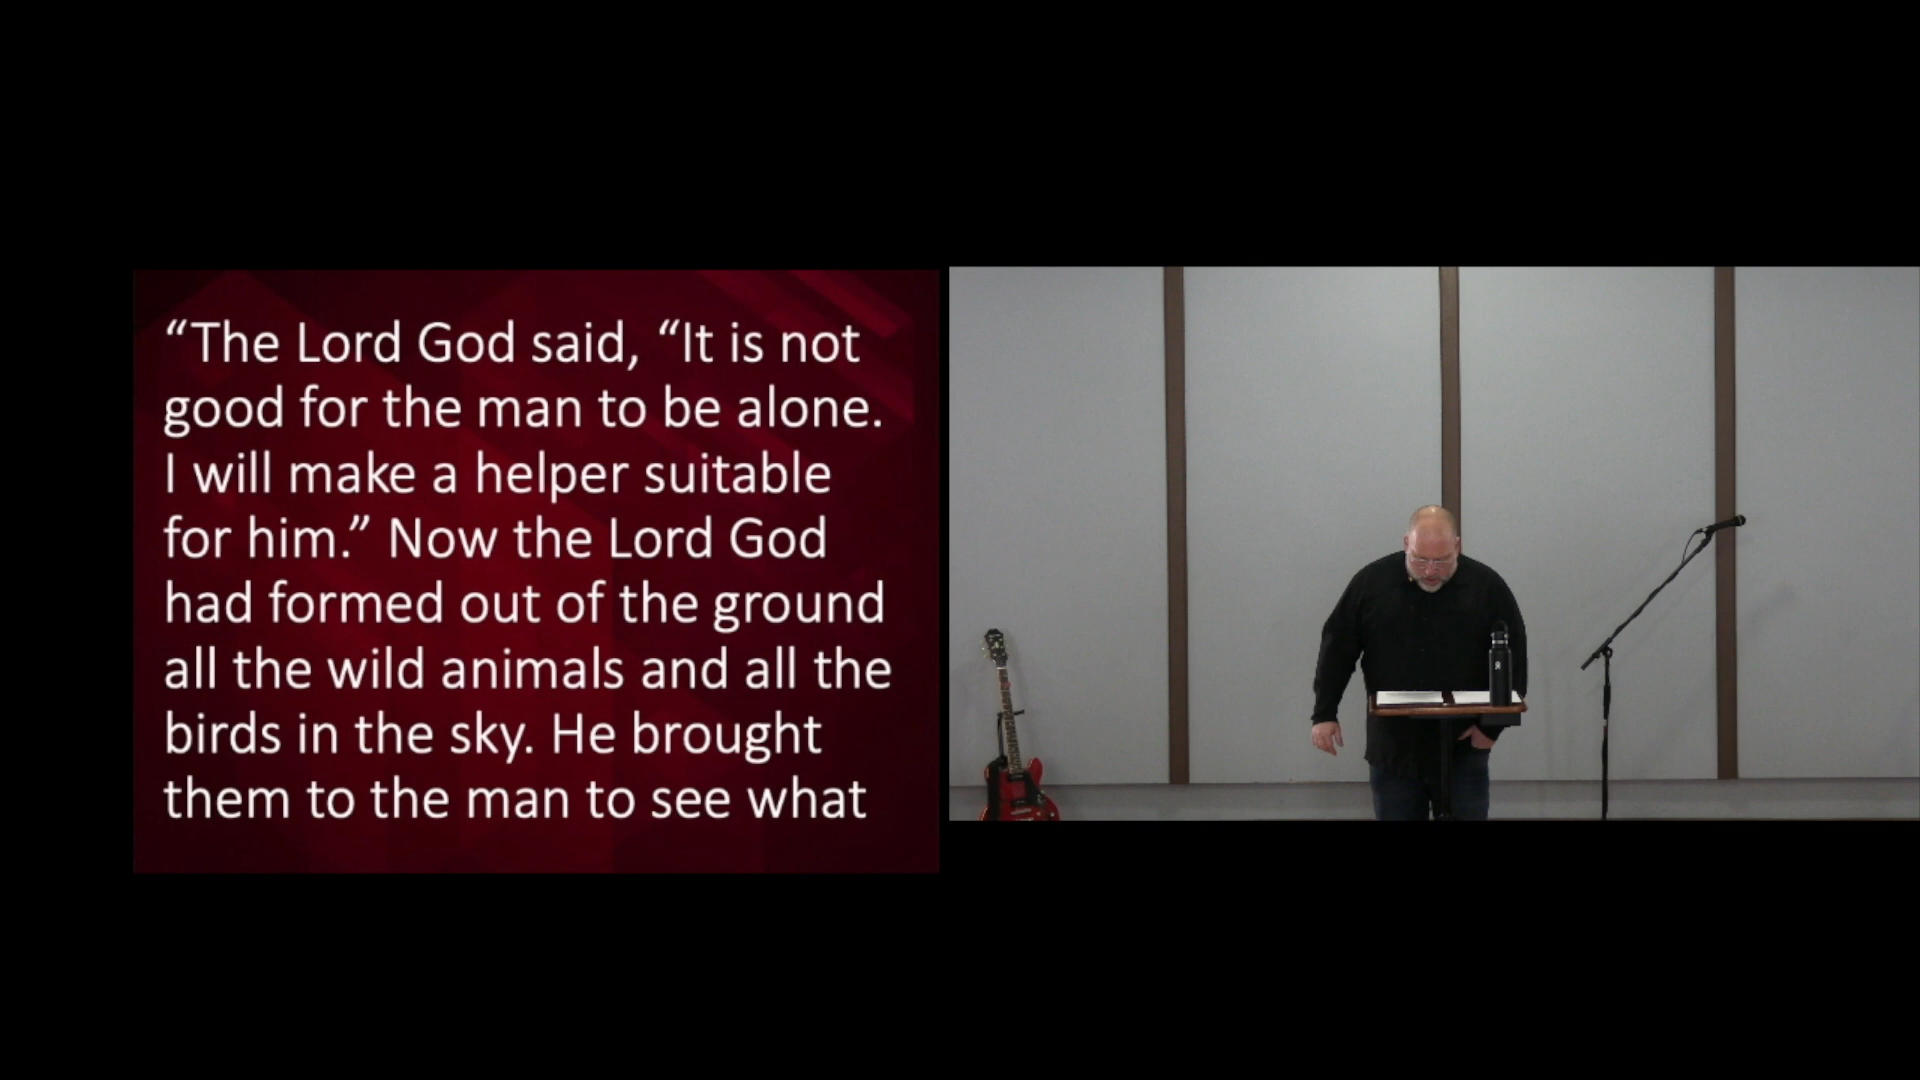 “The Lord God said, “It is not
good for the man to be alone.
I will make a helper suitable
for him.” Now the Lord God
had formed out of the ground
all the wild animals and all the
birds in the sky. He brought
them to the man to see what